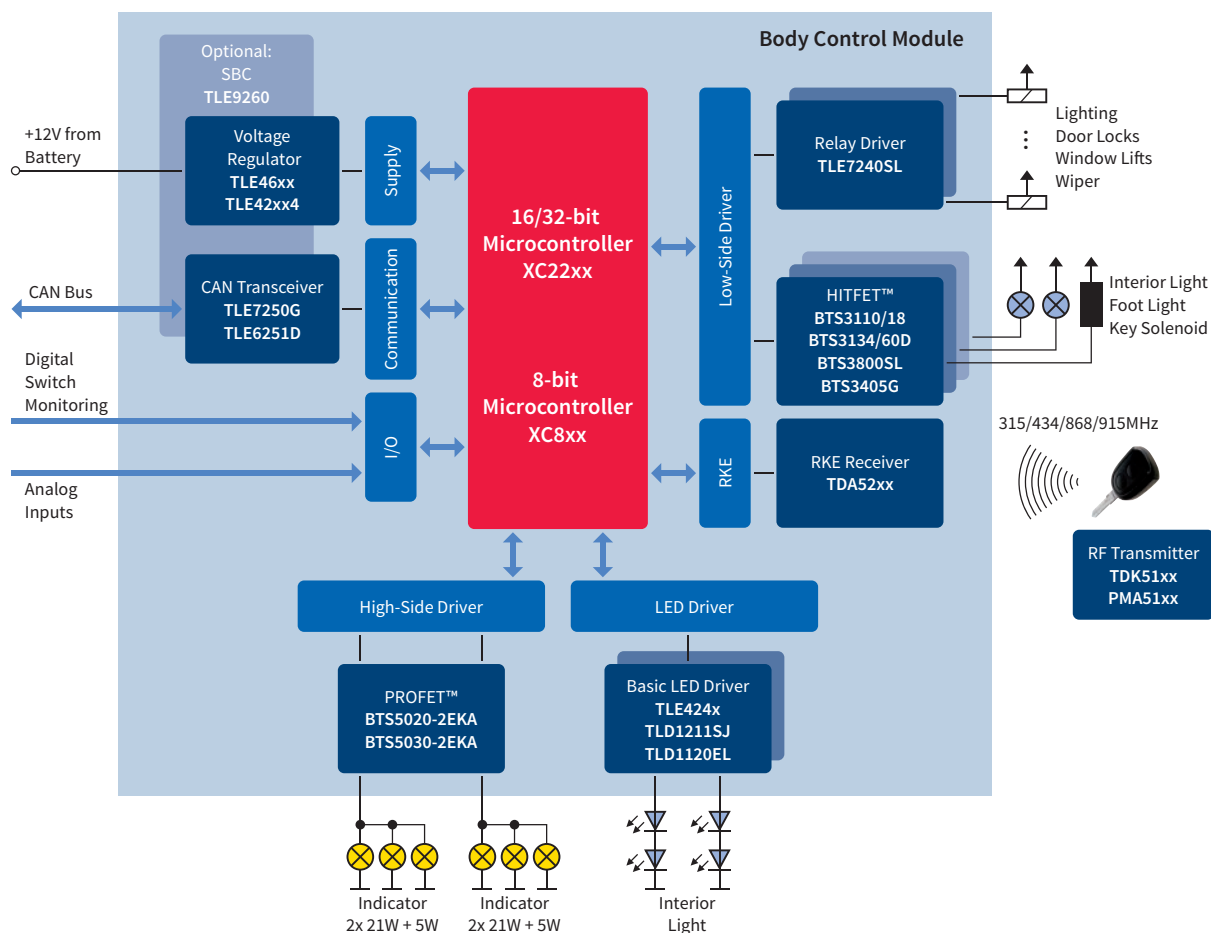 Body Control Module
Optional:
SBC
TLE9260
+12V from
Battery
Voltage
Regulator
TLE46xx
TLE42xx4
Supply
CAN Bus
CAN Transceiver
TLE7250G
TLE6251D
Communication
Digital
Switch
Monitoring
I/O
Analog
Inputs
16/32-bit
Microcontroller
XC22xx
8-bit
Microcontroller
XC8xx
Low-Side Driver
Relay Driver
TLE7240SL
Lighting
Door Locks
Window Lifts
Wiper
HITFET™
BTS3110/18
BTS3134/60D
BTS3800SL
BTS3405G
Interior Light
Foot Light
Key Solenoid
RKE
RKE Receiver
TDA52xx
315/434/868/915MHz
RF Transmitter
TDK51xx
PMA51xx
High-Side Driver
LED Driver
PROFET™
BTS5020-2EKA
BTS5030-2EKA
Basic LED Driver
TLE424x
TLD1211SJ
TLD1120EL
Indicator
2x 21W + 5W
Indicator
2x 21W + 5W
Interior
Light